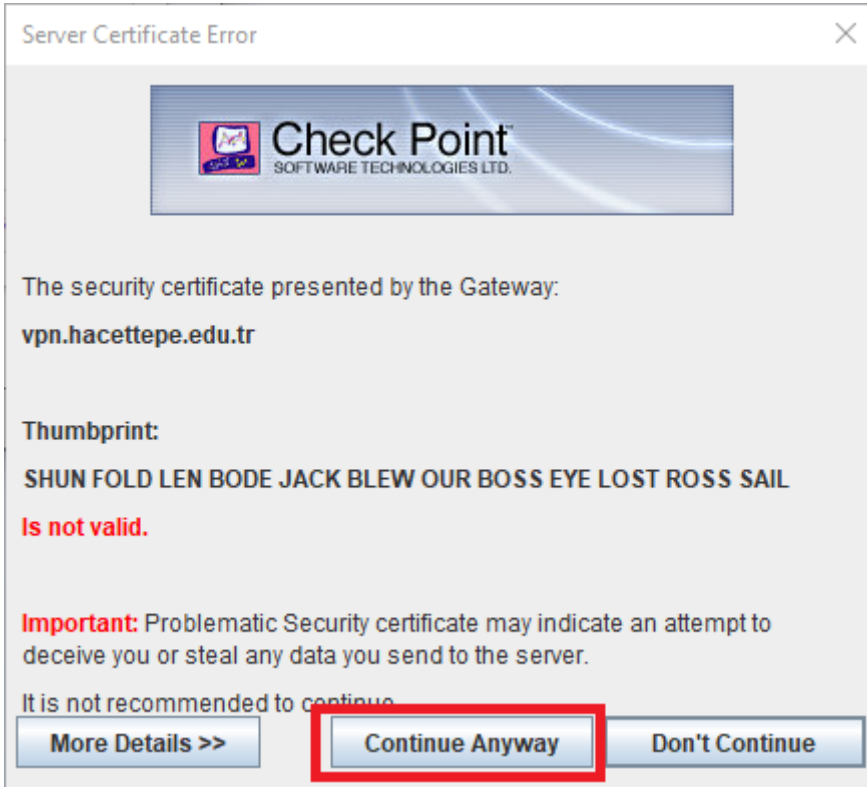 Server Certificate Error
Check Point™
SOFTWARE TECHNOLOGIES LTD.
The security certificate presented by the Gateway:
vpn.hacettepe.edu.tr
Thumbprint:
SHUN FOLD LEN BODE JACK BLEW OUR BOSS EYE LOST ROSS SAIL
Is not valid.
Important: Problematic Security certificate may indicate an attempt to
deceive you or steal any data you send to the server.
It is not recommended to continue
More Details >> Continue Anyway Don't Continue